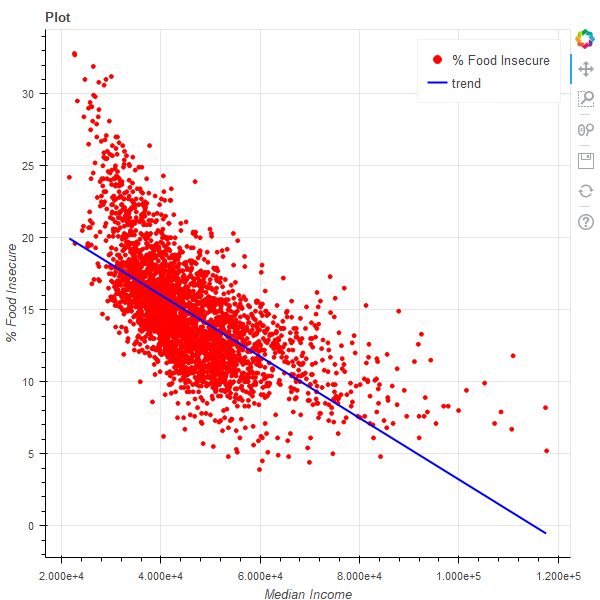 Plot
% Food Insecure
trend
30
25
20
15
10
5
0
% Food Insecure
2.000e+4 4.000e+4 6.000e+4 8.000e+4 1.000e+5 1.200e+5
Median Income